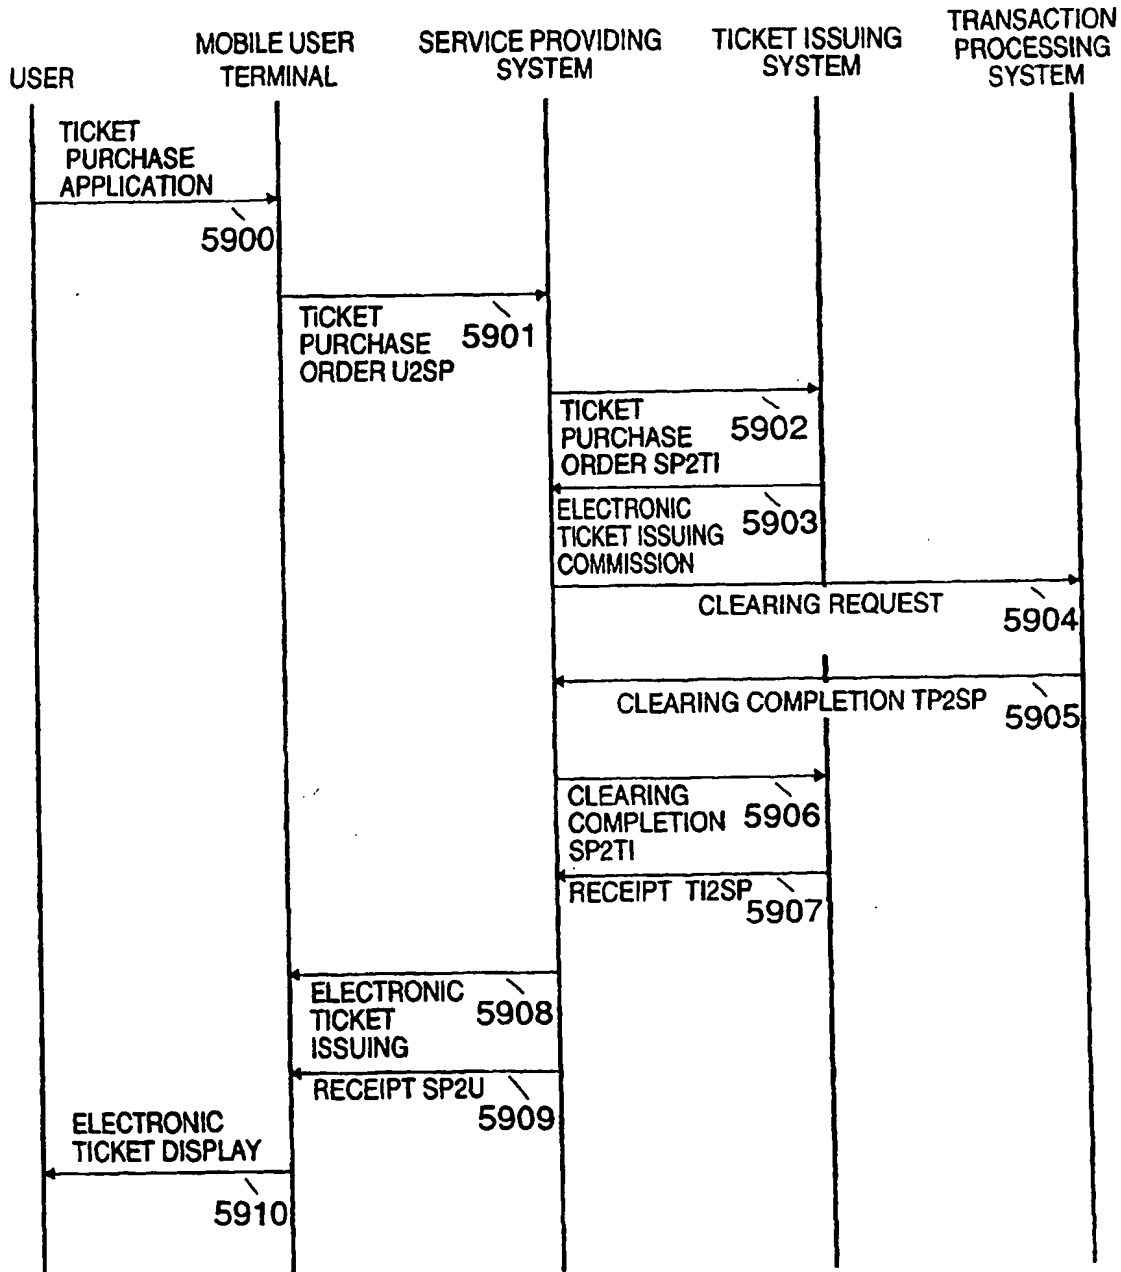 USER
MOBILE USER
TERMINAL
SERVICE PROVIDING
SYSTEM
TICKET ISSUING
SYSTEM
TRANSACTION
PROCESSING
SYSTEM
TICKET
PURCHASE
APPLICATION
5900
TICKET
PURCHASE
ORDER U2SP
5901
TICKET
PURCHASE
ORDER SP2TI
5902
ELECTRONIC
TICKET ISSUING
COMMISSION
5903
CLEARING REQUEST
5904
CLEARING COMPLETION TP2SP
5905
CLEARING
COMPLETION
SP2TI
5906
RECEIPT TI2SP
5907
ELECTRONIC
TICKET
ISSUING
5908
RECEIPT SP2U
5909
ELECTRONIC
TICKET DISPLAY
5910